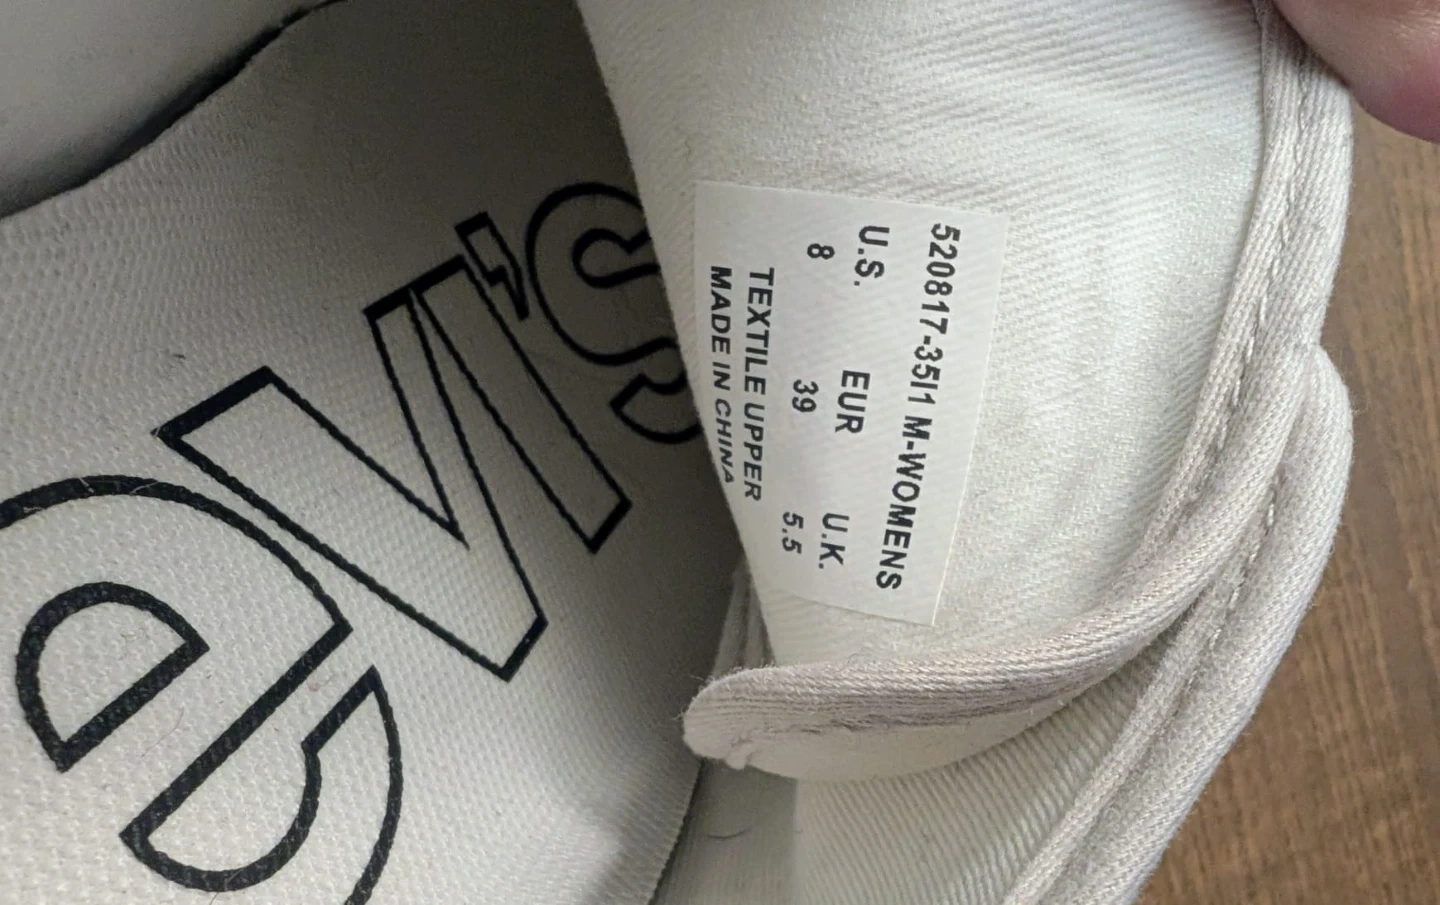 evi's
520817-35I1 M-WOMENS
U.S. EUR U.K.
8 39 5.5
TEXTILE UPPER
MADE IN CHINA